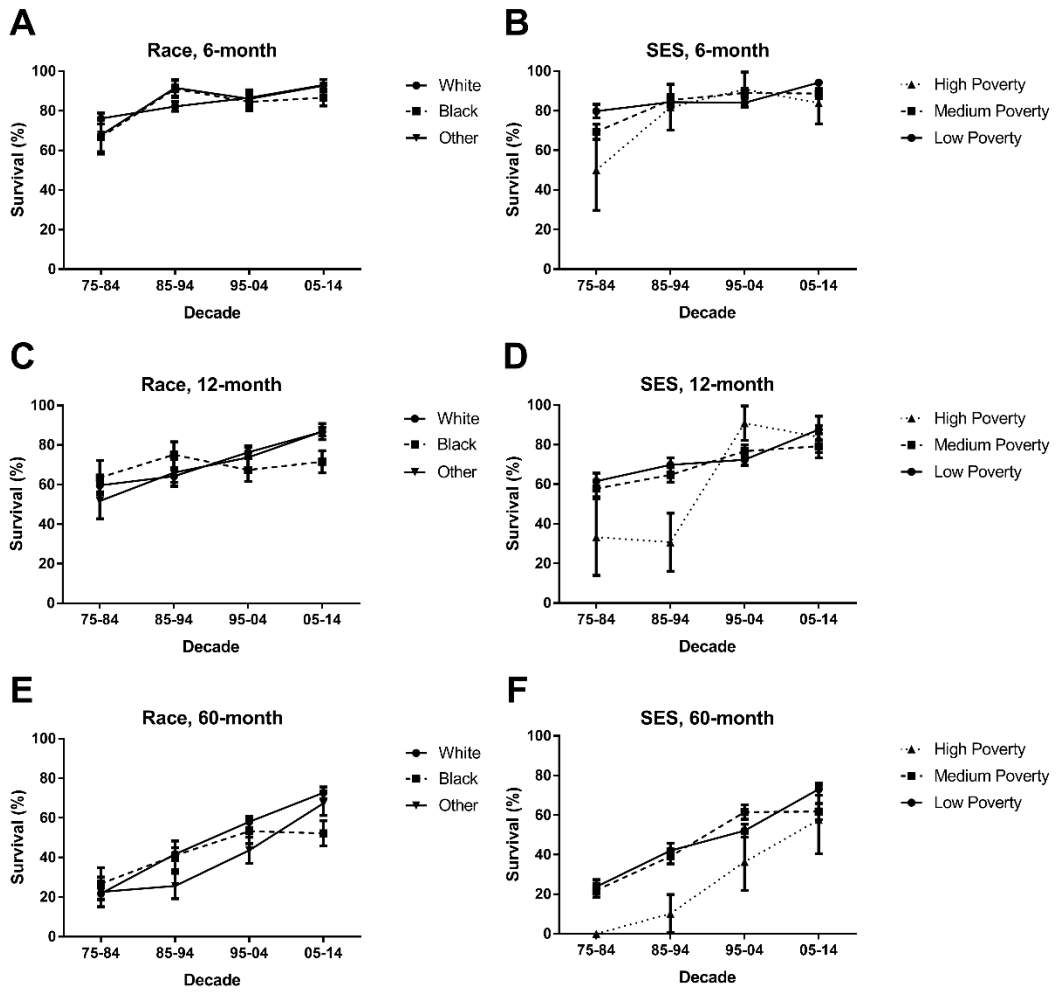 A
Race, 6-month
Survival (%)
100
80
60
40
20
0
75-84 85-94 95-04 05-14
Decade
White
Black
Other
B
SES, 6-month
Survival (%)
100
80
60
40
20
0
75-84 85-94 95-04 05-14
Decade
High Poverty
Medium Poverty
Low Poverty
C
Race, 12-month
Survival (%)
100
80
60
40
20
0
75-84 85-94 95-04 05-14
Decade
White
Black
Other
D
SES, 12-month
Survival (%)
100
80
60
40
20
0
75-84 85-94 95-04 05-14
Decade
High Poverty
Medium Poverty
Low Poverty
E
Race, 60-month
Survival (%)
100
80
60
40
20
0
75-84 85-94 95-04 05-14
Decade
White
Black
Other
F
SES, 60-month
Survival (%)
100
80
60
40
20
0
75-84 85-94 95-04 05-14
Decade
High Poverty
Medium Poverty
Low Poverty